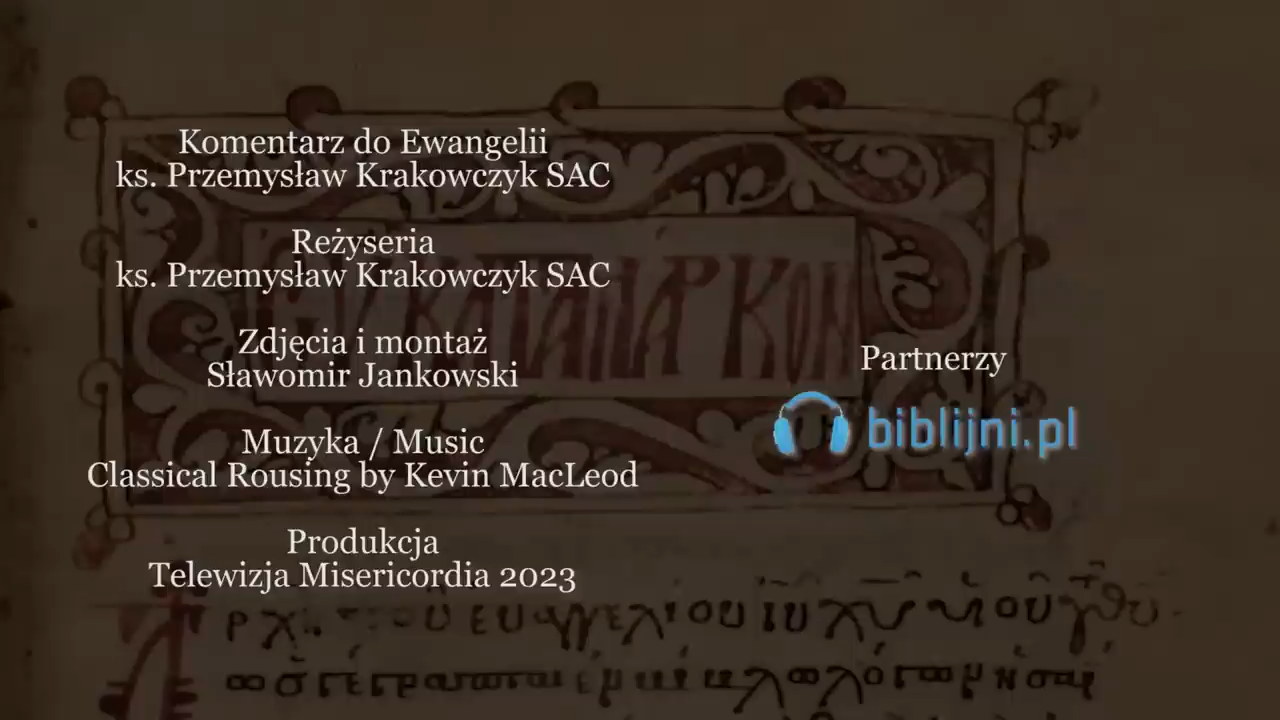 Komentarz do Ewangelii
ks. Przemysław Krakowczyk SAC
Reżyseria
ks. Przemysław Krakowczyk SAC
Zdjęcia i montaż
Sławomir Jankowski
Muzyka / Music
Classical Rousing by Kevin MacLeod
Produkcja
Telewizja Misericordia 2023
Partnerzy
biblijni.pl